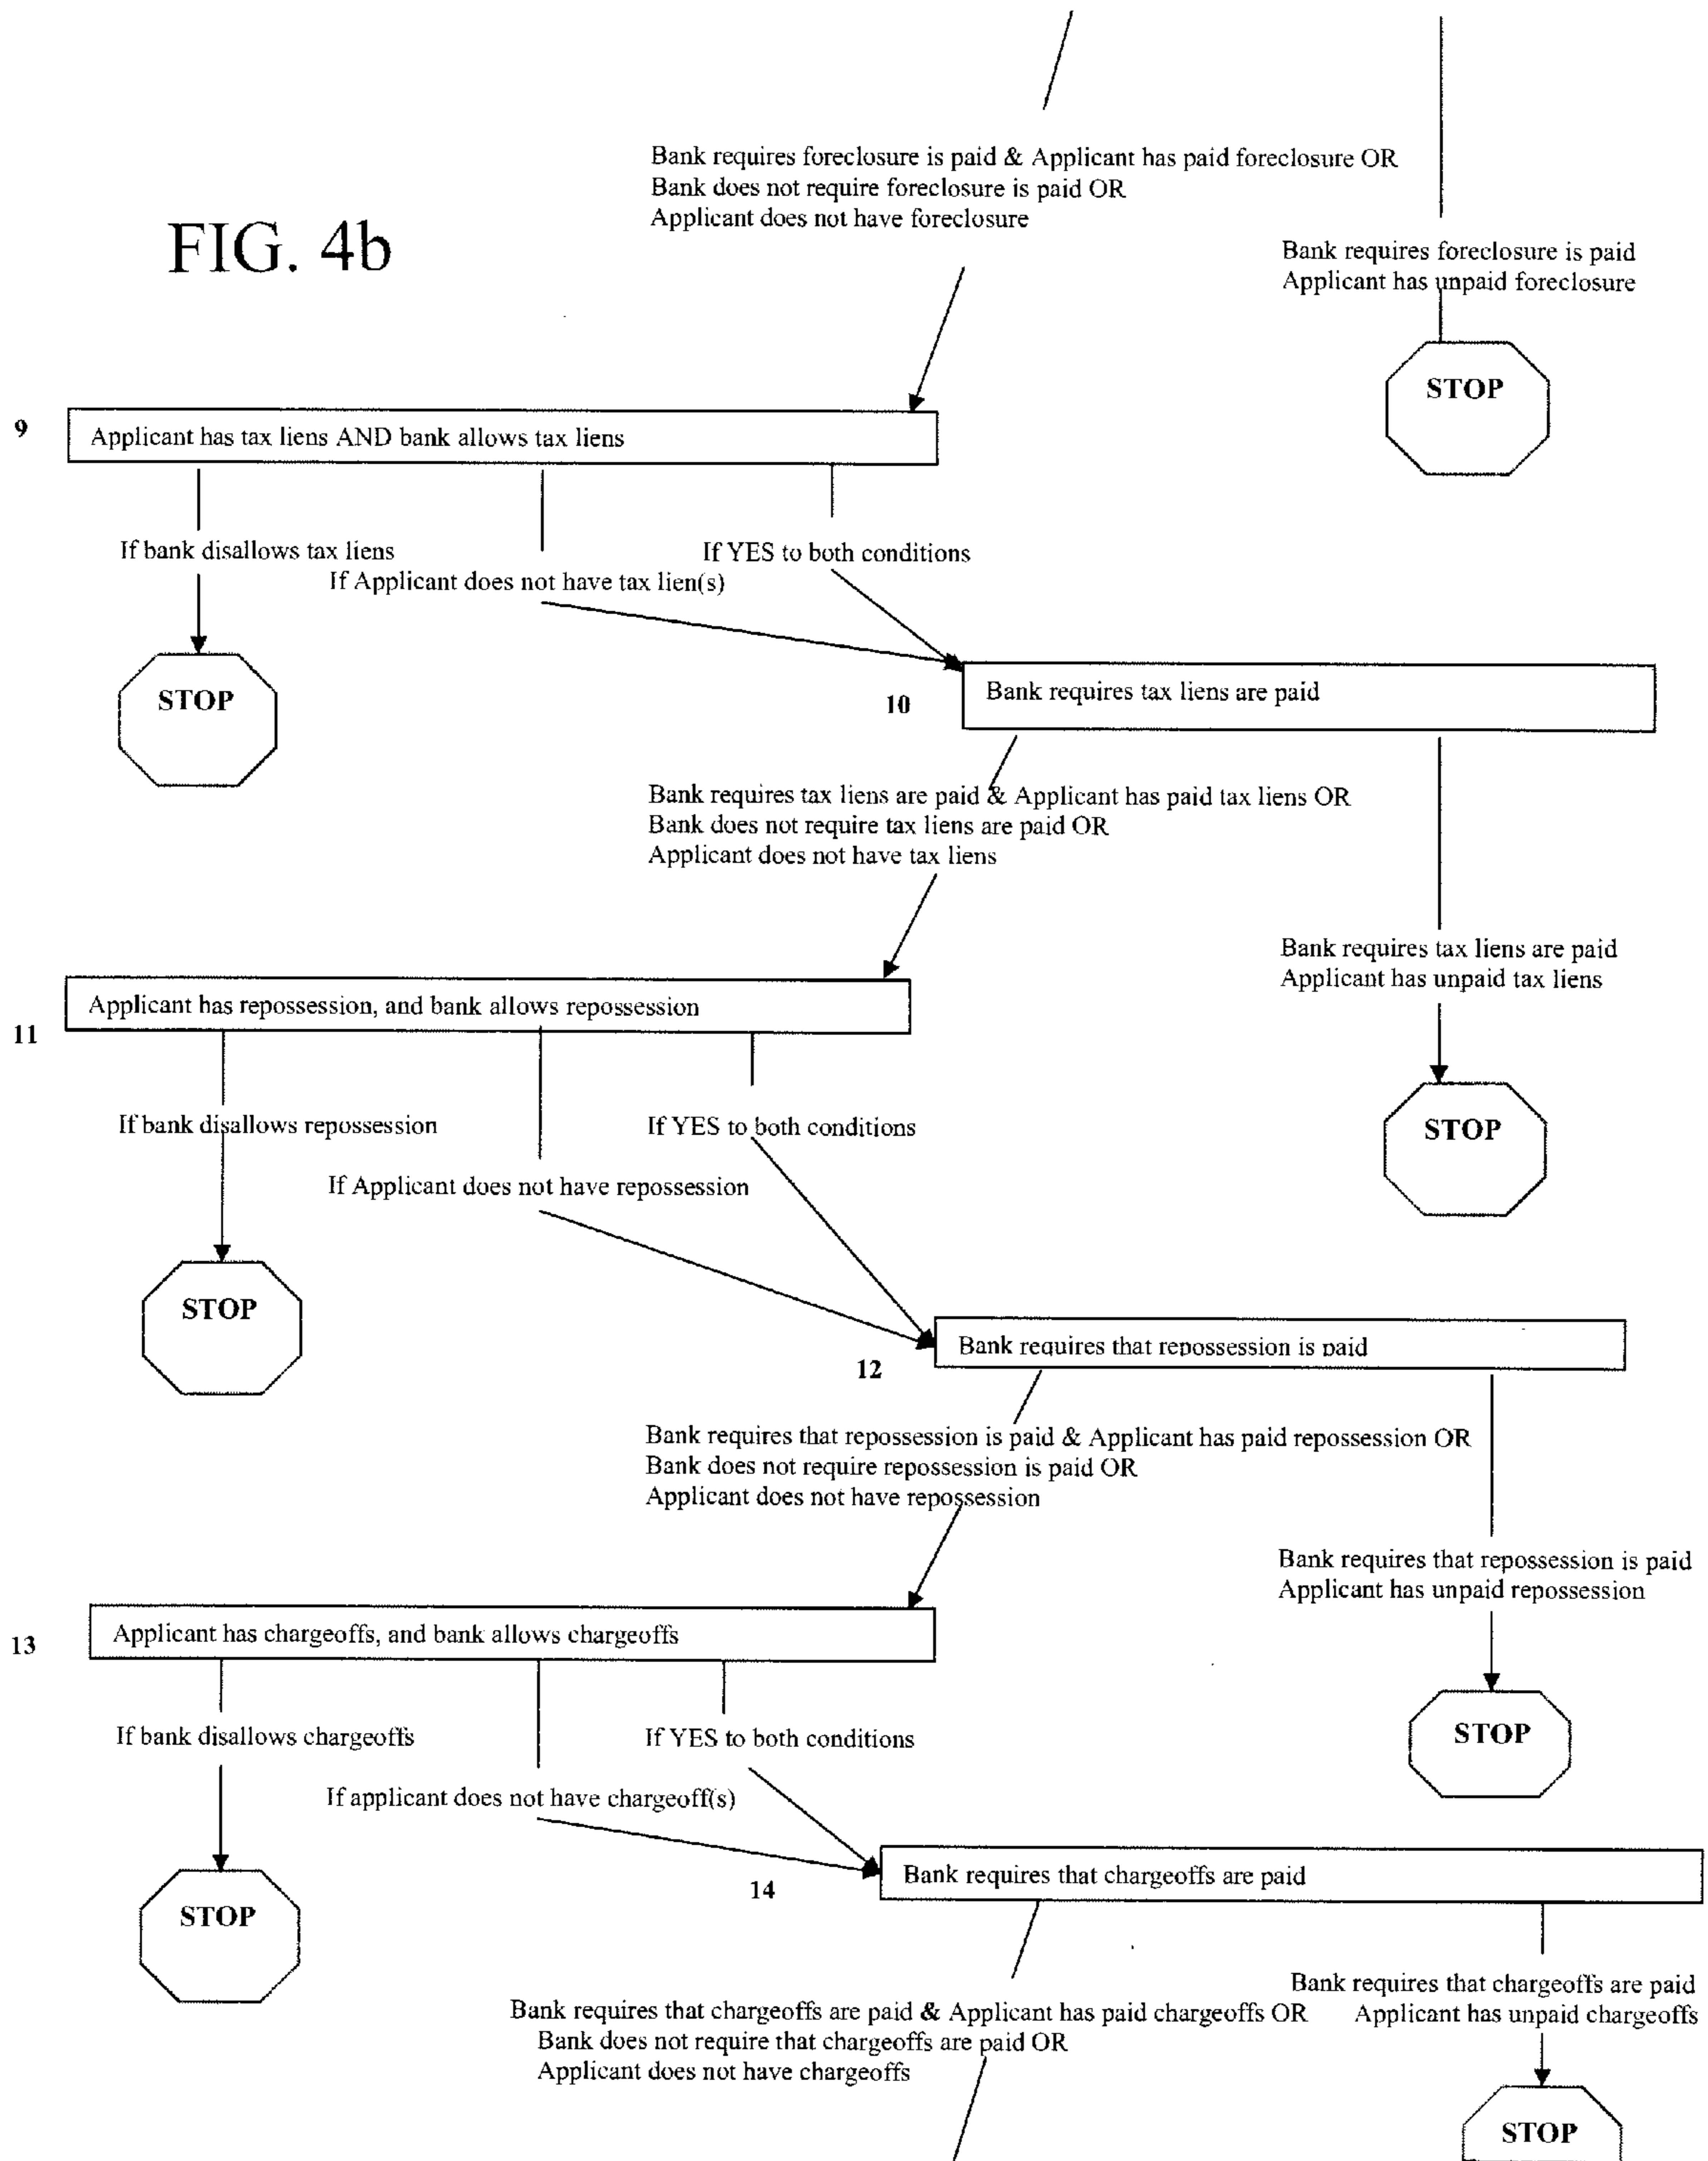 Bank requires foreclosure is paid & Applicant has paid foreclosure OR
Bank does not require foreclosure is paid OR
Applicant does not have foreclosure
FIG. 4b
Bank requires foreclosure is paid
Applicant has unpaid foreclosure
STOP
9
Applicant has tax liens AND bank allows tax liens
If bank disallows tax liens
If YES to both conditions
If Applicant does not have tax lien(s)
STOP
10
Bank requires tax liens are paid
Bank requires tax liens are paid & Applicant has paid tax liens OR
Bank does not require tax liens are paid OR
Applicant does not have tax liens
Bank requires tax liens are paid
Applicant has unpaid tax liens
STOP
11
Applicant has repossession, and bank allows repossession
If bank disallows repossession
If YES to both conditions
If Applicant does not have repossession
STOP
12
Bank requires that repossession is paid
Bank requires that repossession is paid & Applicant has paid repossession OR
Bank does not require repossession is paid OR
Applicant does not have repossession
Bank requires that repossession is paid
Applicant has unpaid repossession
STOP
13
Applicant has chargeoffs, and bank allows chargeoffs
If bank disallows chargeoffs
If YES to both conditions
If applicant does not have chargeoff(s)
STOP
14
Bank requires that chargeoffs are paid
Bank requires that chargeoffs are paid & Applicant has paid chargeoffs OR
Bank does not require that chargeoffs are paid OR
Applicant does not have chargeoffs
Bank requires that chargeoffs are paid
Applicant has unpaid chargeoffs
STOP